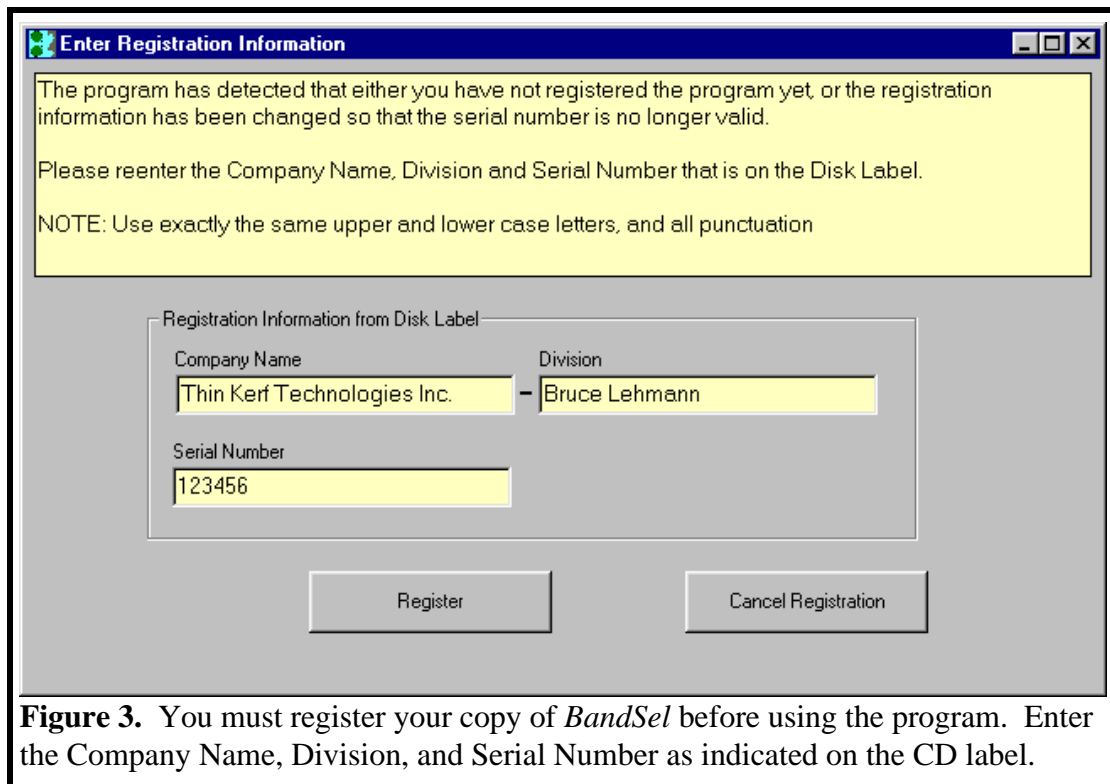 Enter Registration Information
The program has detected that either you have not registered the program yet, or the registration
information has been changed so that the serial number is no longer valid.
Please reenter the Company Name, Division and Serial Number that is on the Disk Label.
NOTE: Use exactly the same upper and lower case letters, and all punctuation
Registration Information from Disk Label
Company Name Division
Thin Kerf Technologies Inc. - Bruce Lehmann
Serial Number
123456
Register Cancel Registration
Figure 3. You must register your copy of BandSel before using the program. Enter
the Company Name, Division, and Serial Number as indicated on the CD label.